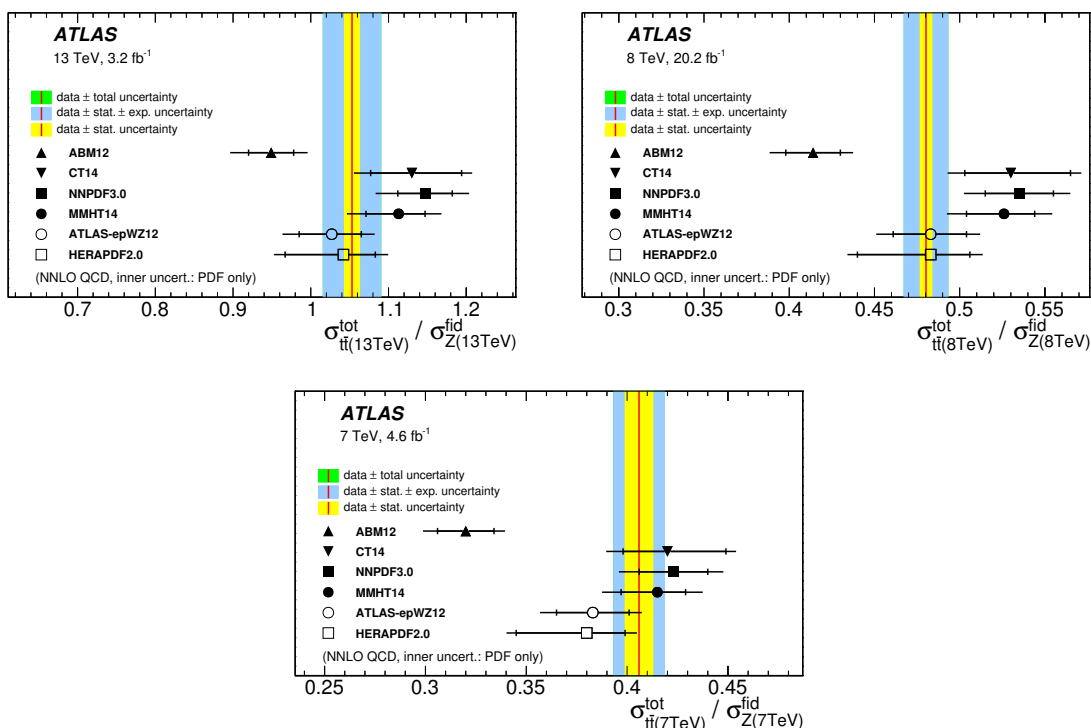 ATLAS
13 TeV, 3.2 fb⁻¹
data ± total uncertainty
data ± stat. ± exp. uncertainty
data ± stat. uncertainty
ABM12
CT14
NNPDF3.0
MMHT14
ATLAS-epWZ12
HERAPDF2.0
(NNLO QCD, inner uncert.: PDF only)
0.7 0.8 0.9 1 1.1 1.2
σ^tot_tt̄(13TeV) / σ^fid_Z(13TeV)
ATLAS
8 TeV, 20.2 fb⁻¹
data ± total uncertainty
data ± stat. ± exp. uncertainty
data ± stat. uncertainty
ABM12
CT14
NNPDF3.0
MMHT14
ATLAS-epWZ12
HERAPDF2.0
(NNLO QCD, inner uncert.: PDF only)
0.3 0.35 0.4 0.45 0.5 0.55
σ^tot_tt̄(8TeV) / σ^fid_Z(8TeV)
ATLAS
7 TeV, 4.6 fb⁻¹
data ± total uncertainty
data ± stat. ± exp. uncertainty
data ± stat. uncertainty
ABM12
CT14
NNPDF3.0
MMHT14
ATLAS-epWZ12
HERAPDF2.0
(NNLO QCD, inner uncert.: PDF only)
0.25 0.3 0.35 0.4 0.45
σ^tot_tt̄(7TeV) / σ^fid_Z(7TeV)